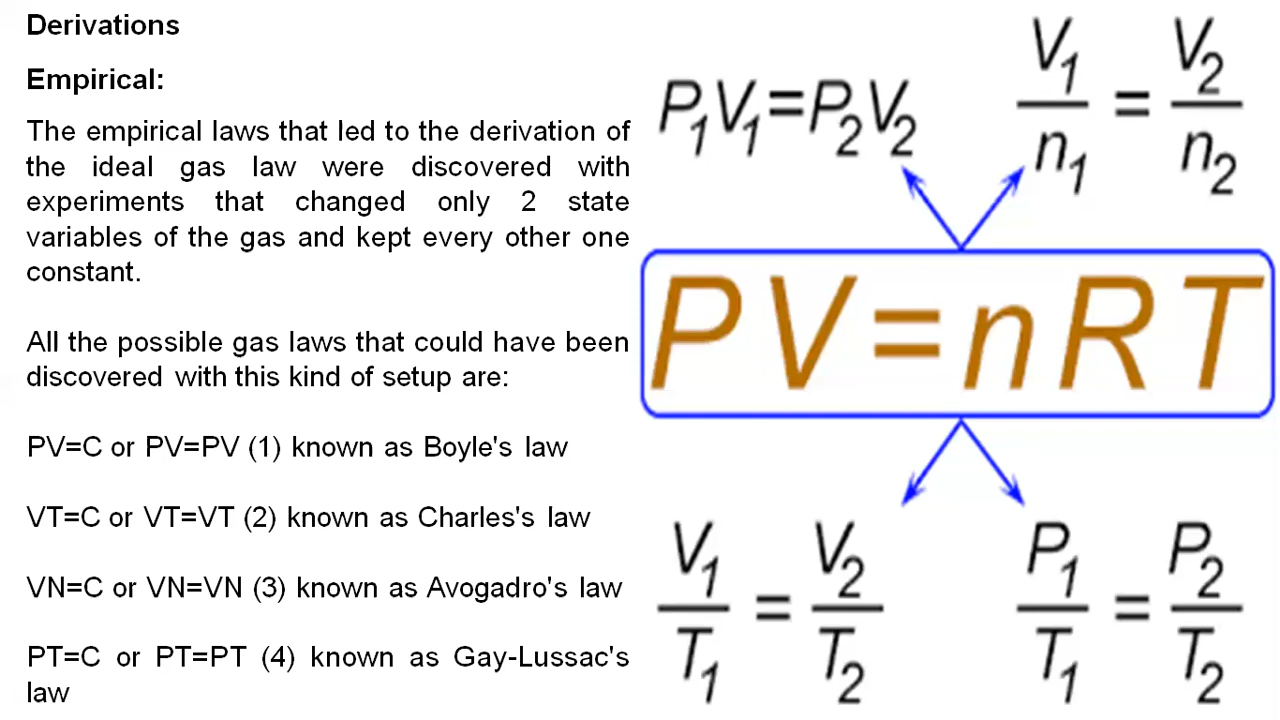 Derivations
Empirical:
The empirical laws that led to the derivation of
the ideal gas law were discovered with
experiments that changed only 2 state
variables of the gas and kept every other one
constant.
All the possible gas laws that could have been
discovered with this kind of setup are:
PV=C or PV=PV (1) known as Boyle's law
VT=C or VT=VT (2) known as Charles's law
VN=C or VN=VN (3) known as Avogadro's law
PT=C or PT=PT (4) known as Gay-Lussac's
law
P₁V₁=P₂V₂
V₁/n₁ = V₂/n₂
PV=nRT
V₁/T₁ = V₂/T₂
P₁/T₁ = P₂/T₂